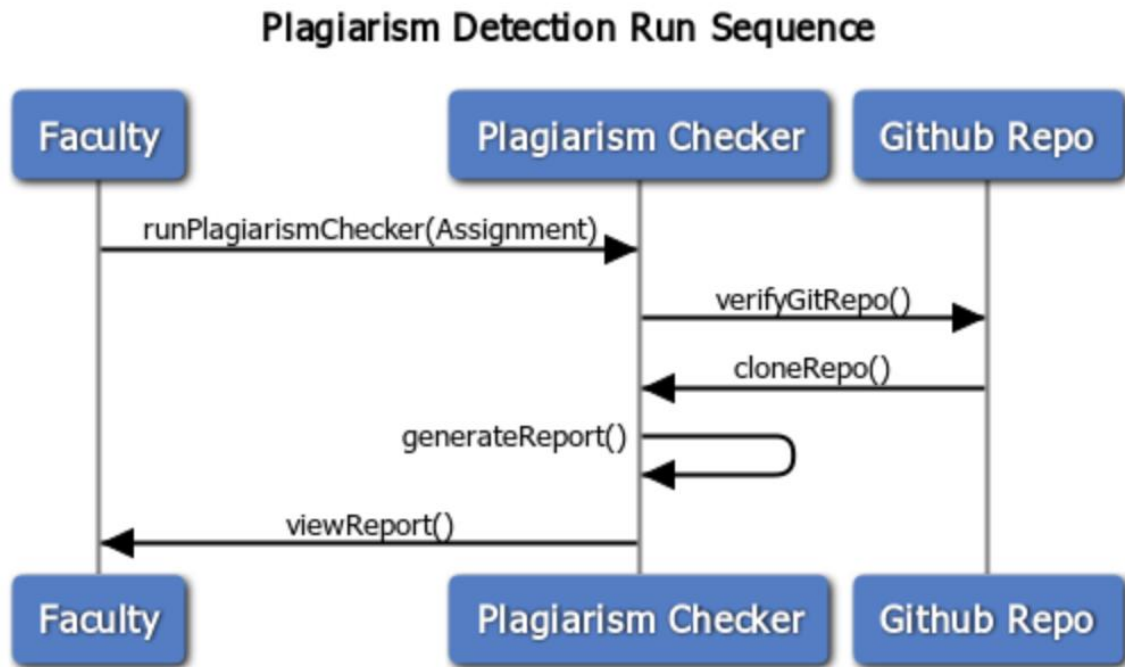 Plagiarism Detection Run Sequence
Faculty
Plagiarism Checker
Github Repo
runPlagiarismChecker(Assignment)
verifyGitRepo()
cloneRepo()
generateReport()
viewReport()
Faculty
Plagiarism Checker
Github Repo